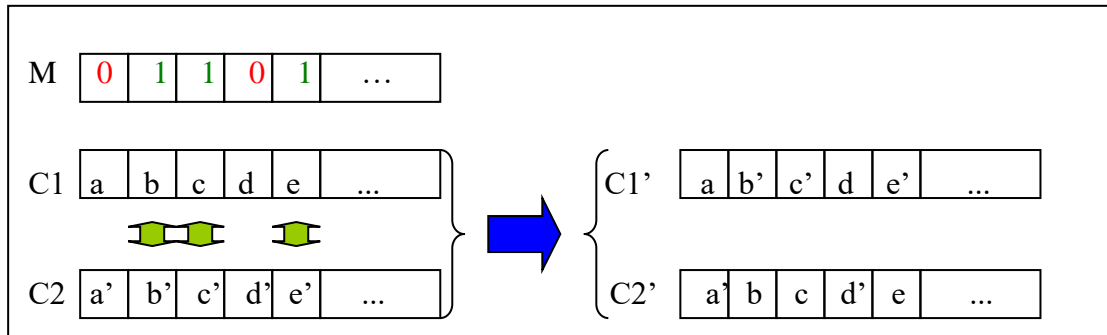 M 0 1 1 0 1 …
C1 a b c d e ... C1’ a b’ c’ d e’ ...
C2 a’ b’ c’ d’ e’ ... C2’ a’ b c d’ e ...